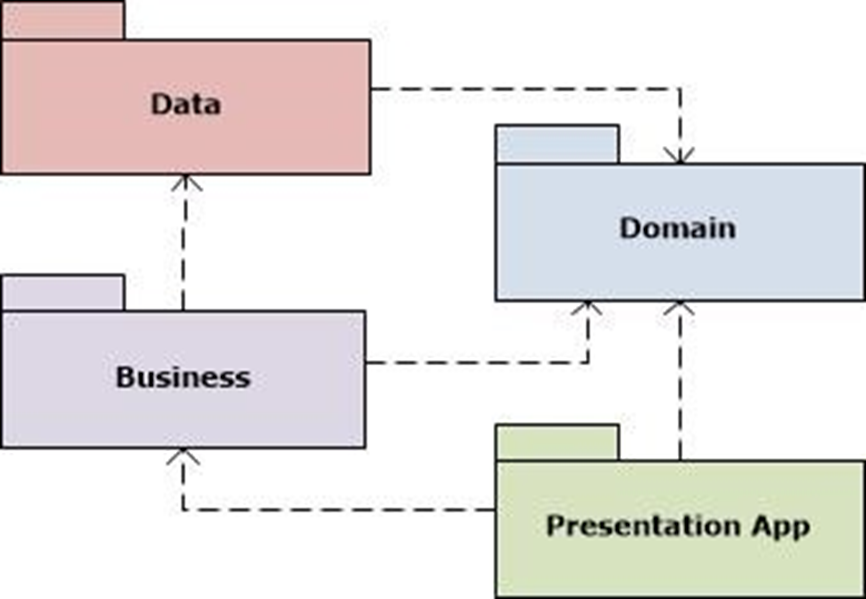 Data
Domain
Business
Presentation App